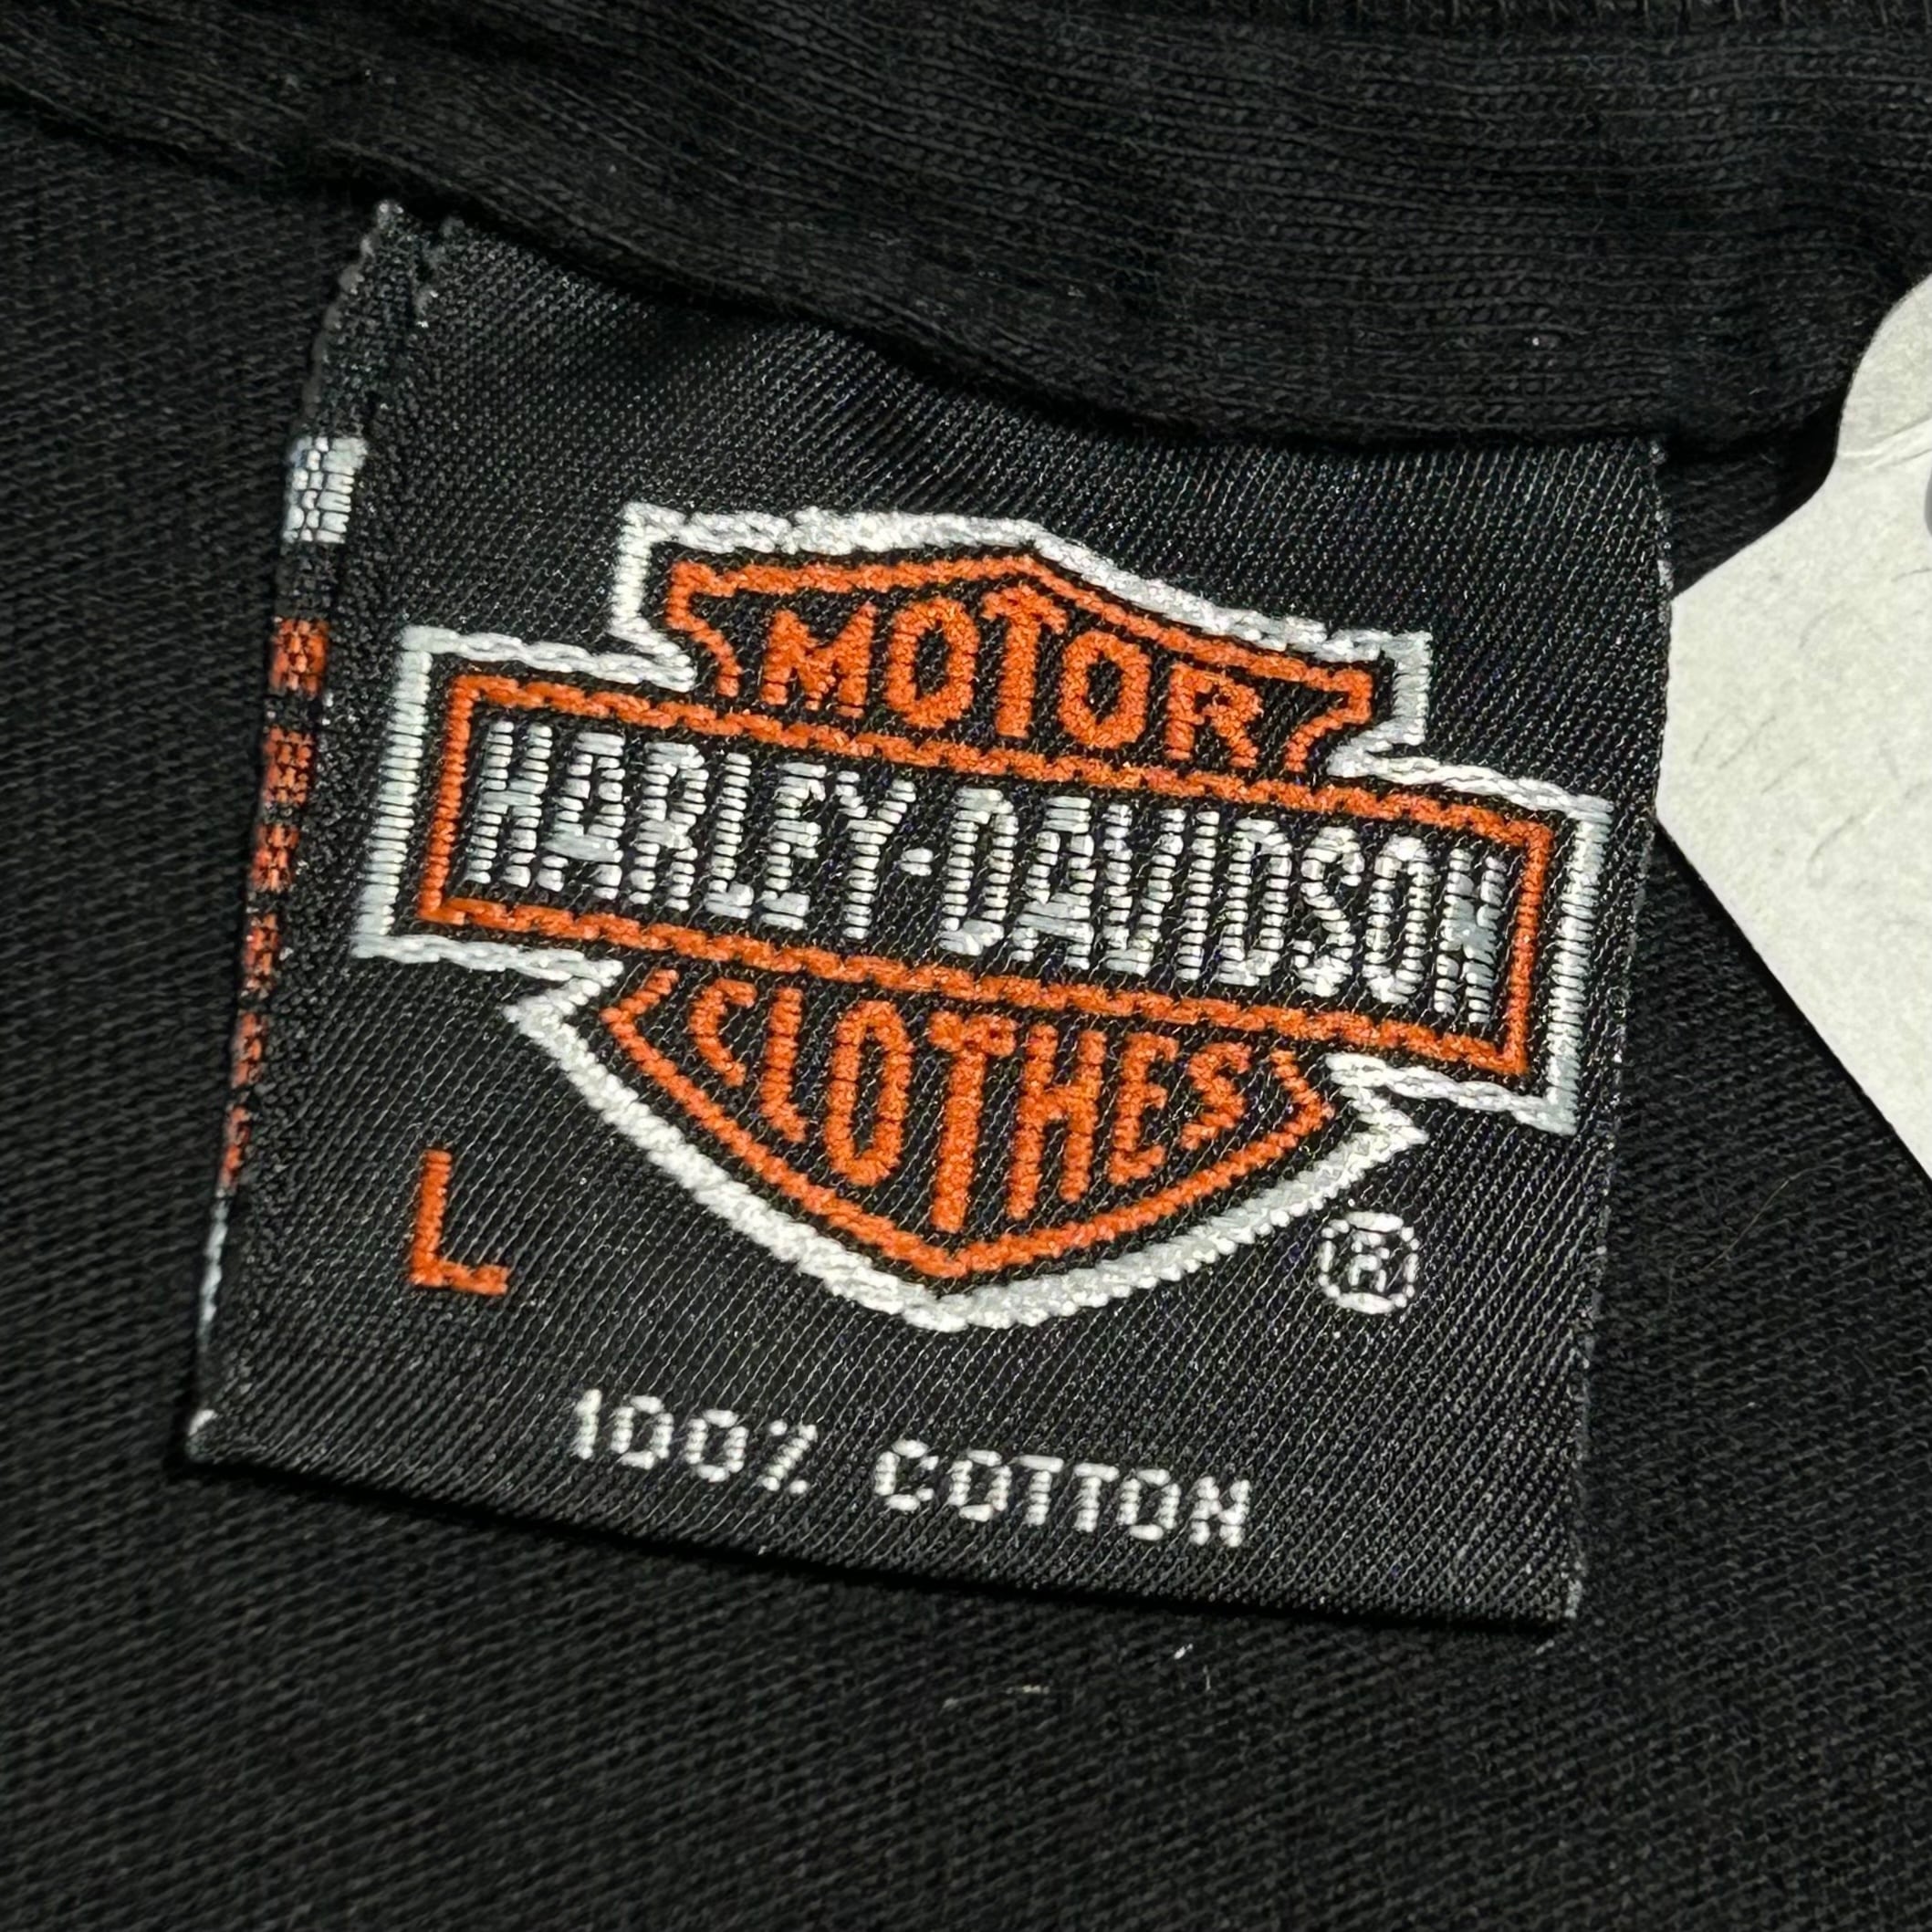 MOTOR
HARLEY-DAVIDSON
CLOTHES
L ®
100% COTTON